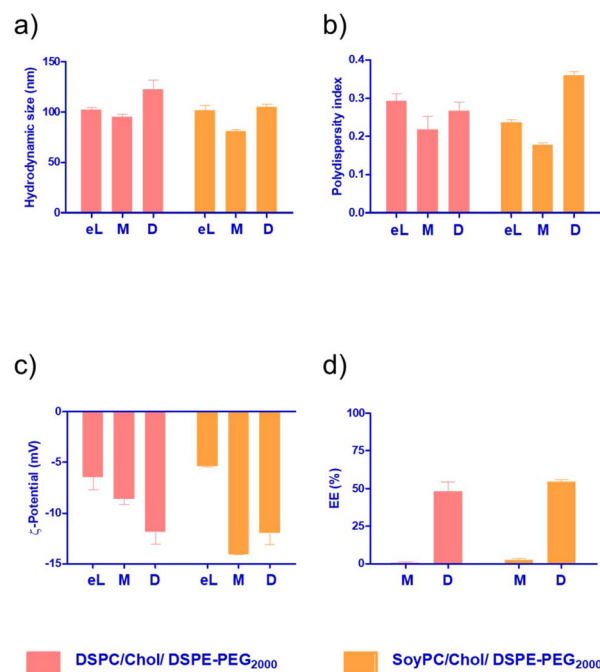 a)
Hydrodynamic size (nm)
150
100
50
0
eL M D eL M D
b)
Polydispersity index
0.4
0.3
0.2
0.1
0.0
eL M D eL M D
c)
ζ-Potential (mV)
0
-5
-10
-15
eL M D eL M D
d)
EE (%)
100
75
50
25
0
M D M D
DSPC/Chol/ DSPE-PEG₂₀₀₀
SoyPC/Chol/ DSPE-PEG₂₀₀₀